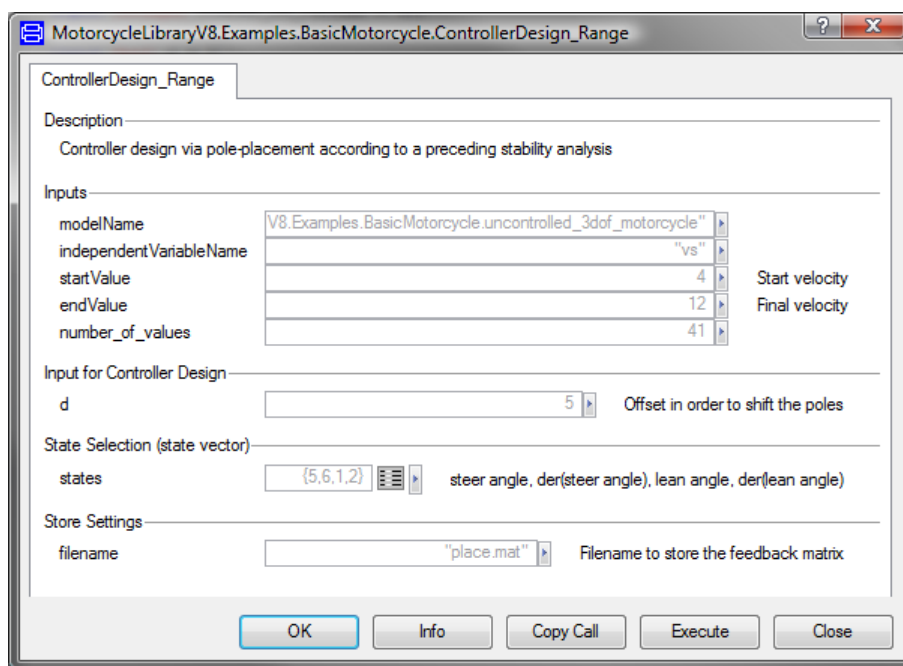 MotorcycleLibraryV8.Examples.BasicMotorcycle.ControllerDesign_Range
ControllerDesign_Range
Description
Controller design via pole-placement according to a preceding stability analysis
Inputs
modelName V8.Examples.BasicMotorcycle.uncontrolled_3dof_motorcycle"
independentVariableName "vs"
startValue 4 Start velocity
endValue 12 Final velocity
number_of_values 41
Input for Controller Design
d 5 Offset in order to shift the poles
State Selection (state vector)
states {5,6,1,2} steer angle, der(steer angle), lean angle, der(lean angle)
Store Settings
filename "place.mat" Filename to store the feedback matrix
OK Info Copy Call Execute Close